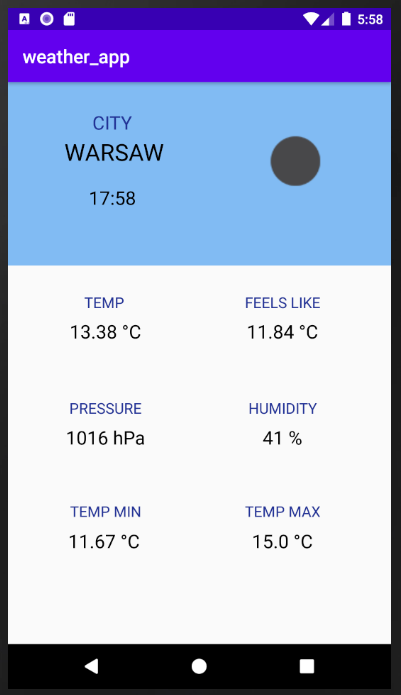 5:58
weather_app
CITY
WARSAW
17:58
TEMP
FEELS LIKE
13.38 °C
11.84 °C
PRESSURE
HUMIDITY
1016 hPa
41 %
TEMP MIN
TEMP MAX
11.67 °C
15.0 °C